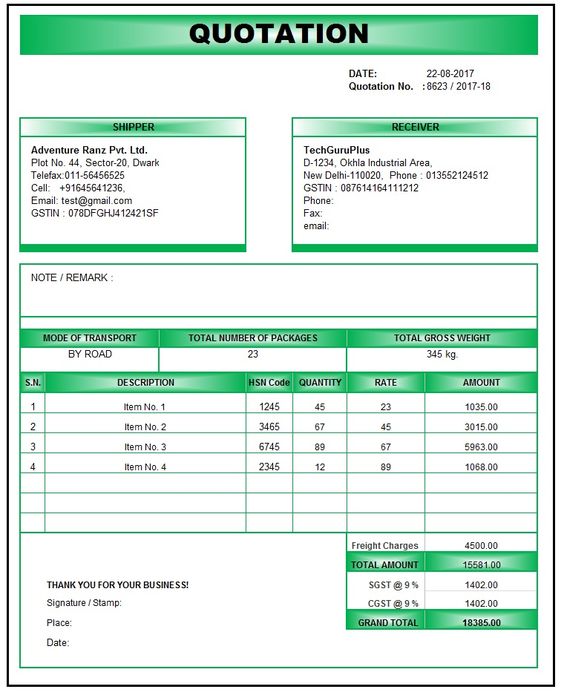 QUOTATION
DATE: 22-08-2017
Quotation No. : 8623 / 2017-18
SHIPPER
Adventure Ranz Pvt. Ltd.
Plot No. 44, Sector-20, Dwark
Telefax:011-56456525
Cell: +91645641236,
Email: test@gmail.com
GSTIN : 078DFGHJ412421SF
RECEIVER
TechGuruPlus
D-1234, Okhla Industrial Area,
New Delhi-110020, Phone : 013552124512
GSTIN : 087614164111212
Phone:
Fax:
email:
NOTE / REMARK :
MODE OF TRANSPORT TOTAL NUMBER OF PACKAGES TOTAL GROSS WEIGHT
BY ROAD 23 345 kg.
S.N. DESCRIPTION HSN Code QUANTITY RATE AMOUNT
1 Item No. 1 1245 45 23 1035.00
2 Item No. 2 3465 67 45 3015.00
3 Item No. 3 6745 89 67 5963.00
4 Item No. 4 2345 12 89 1068.00
Freight Charges 4500.00
TOTAL AMOUNT 15581.00
SGST @ 9 % 1402.00
CGST @ 9 % 1402.00
GRAND TOTAL 18385.00
THANK YOU FOR YOUR BUSINESS!
Signature / Stamp:
Place:
Date: